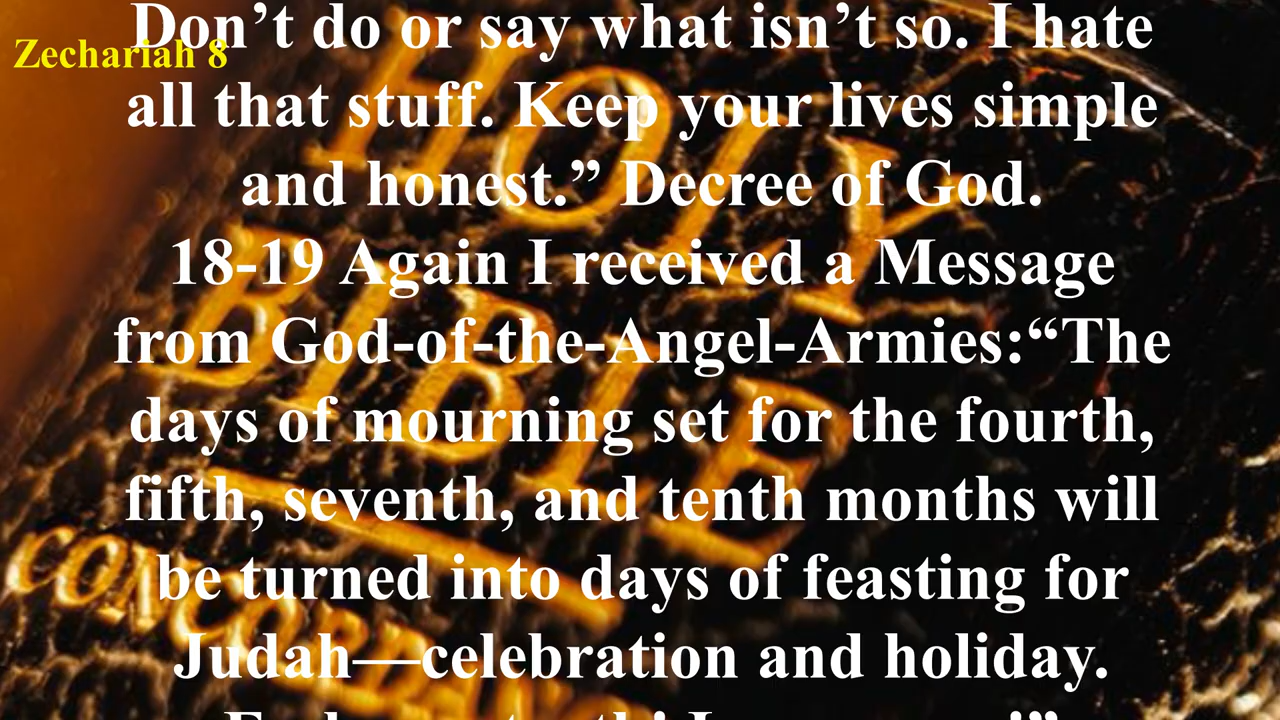 Zechariah 8
Don’t do or say what isn’t so. I hate
all that stuff. Keep your lives simple
and honest.” Decree of God.
18-19 Again I received a Message
from God-of-the-Angel-Armies:“The
days of mourning set for the fourth,
fifth, seventh, and tenth months will
be turned into days of feasting for
Judah—celebration and holiday.
HOLY
BIBLE